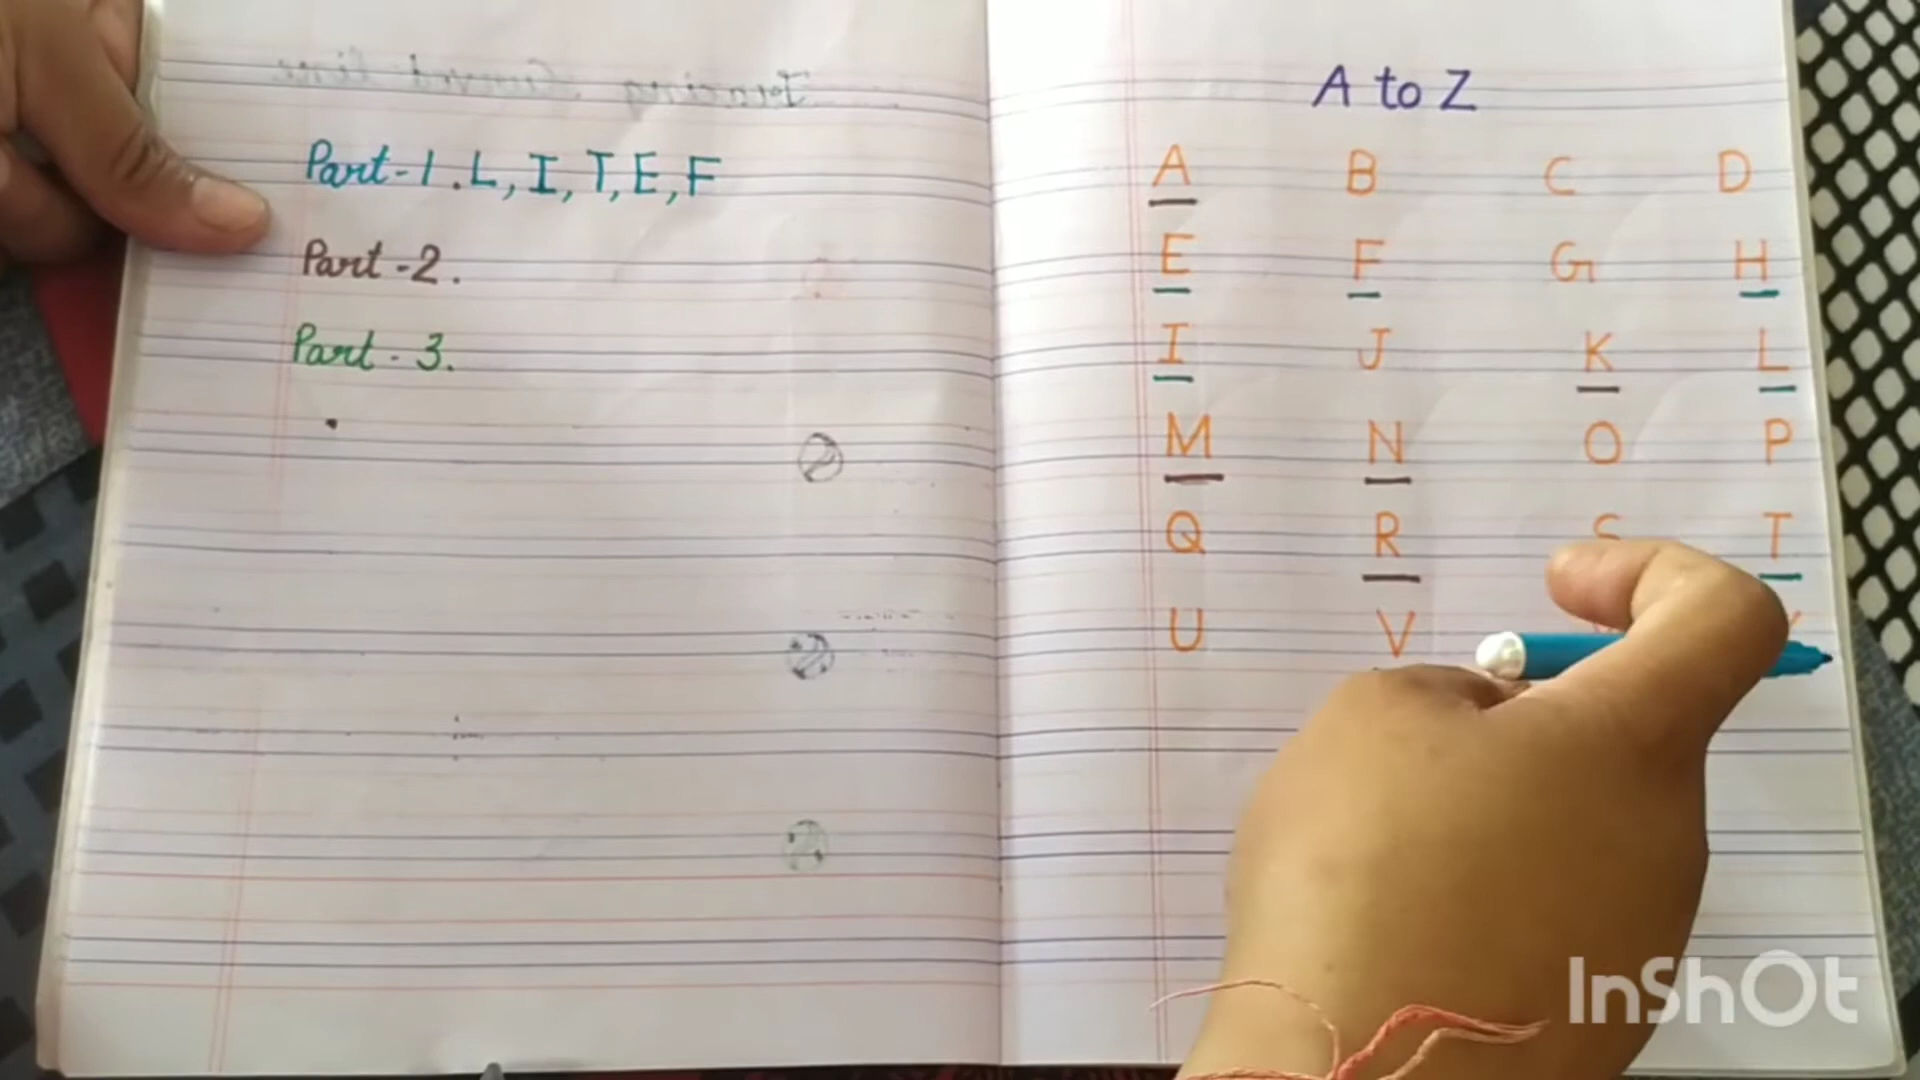 Part-1. L, I, T, E, F
Part-2.
Part-3.
A to Z
A B C D
E F G H
I J K L
M N O P
Q R S T
U V
InShOt